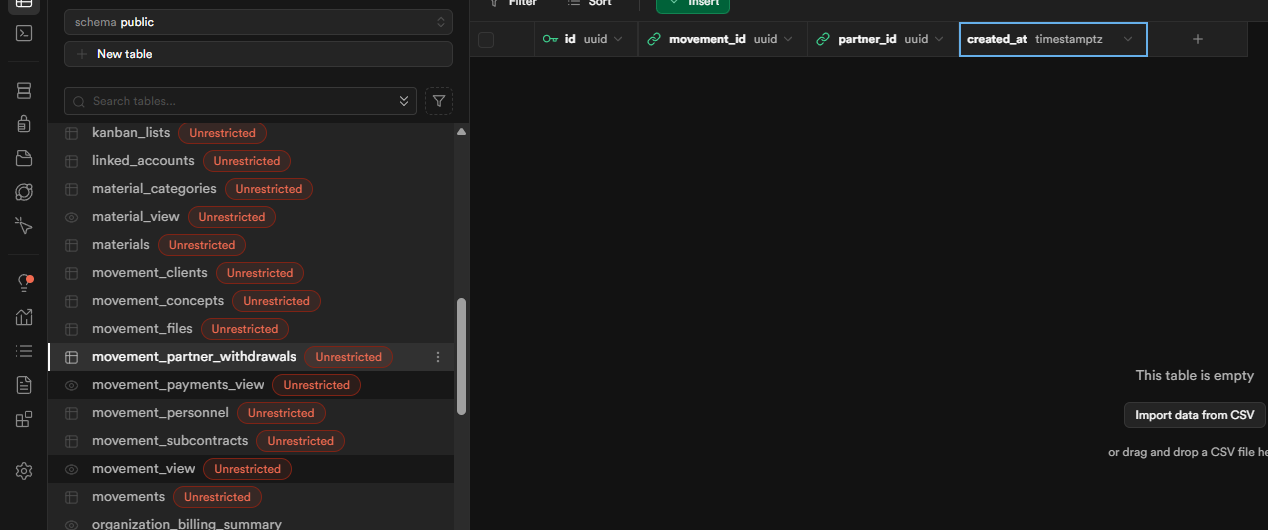 Filter Sort Insert
schema public
id uuid movement_id uuid partner_id uuid created_at timestamptz +
New table
Search tables...
kanban_lists Unrestricted
linked_accounts Unrestricted
material_categories Unrestricted
material_view Unrestricted
materials Unrestricted
movement_clients Unrestricted
movement_concepts Unrestricted
movement_files Unrestricted
movement_partner_withdrawals Unrestricted
movement_payments_view Unrestricted
movement_personnel Unrestricted
movement_subcontracts Unrestricted
movement_view Unrestricted
movements Unrestricted
organization_billing_summary
This table is empty
Import data from CSV
or drag and drop a CSV file he